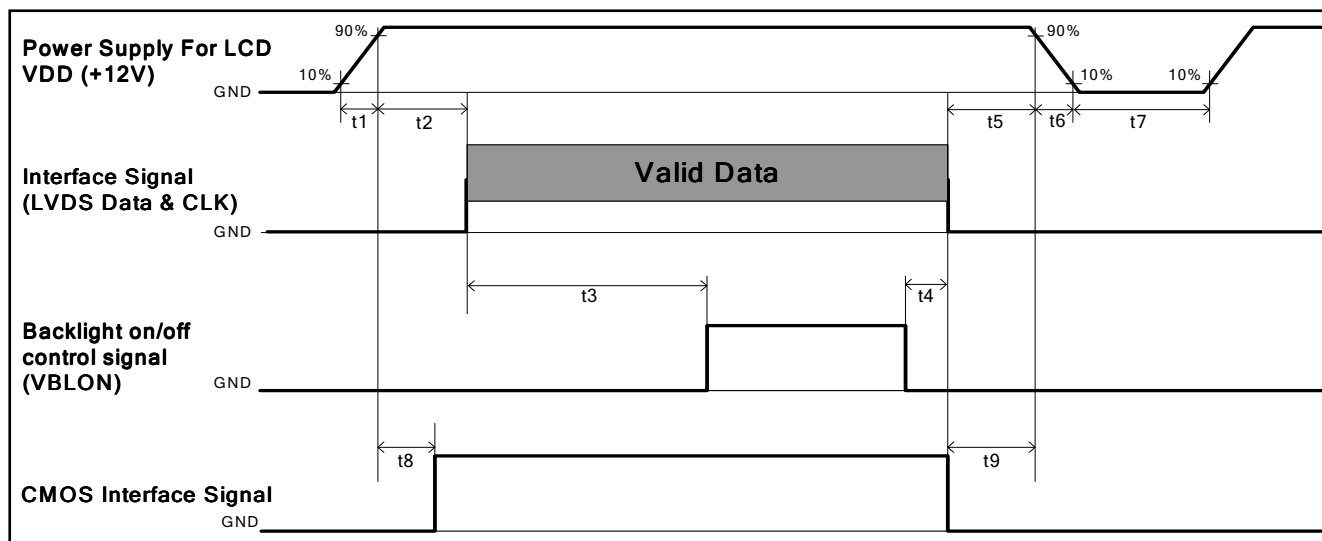 90%
90%
Power Supply For LCD
VDD (+12V)
10%
10%
10%
GND
t1
t2
t5
t6
t7
Valid Data
Interface Signal
(LVDS Data & CLK)
GND
t3
t4
Backlight on/off
control signal
(VBLON)
GND
t8
t9
CMOS Interface Signal
GND